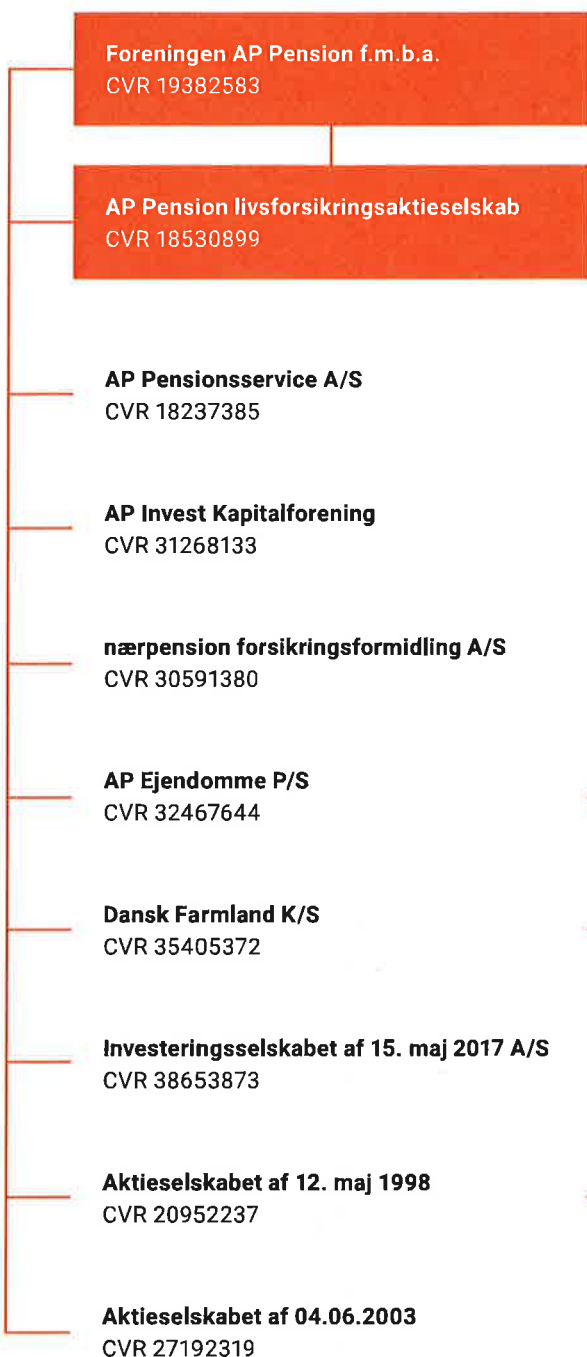 Foreningen AP Pension f.m.b.a.
CVR 19382583
AP Pension livsforsikringsaktieselskab
CVR 18530899
AP Pensionsservice A/S
CVR 18237385
AP Invest Kapitalforening
CVR 31268133
nærpension forsikringsformidling A/S
CVR 30591380
AP Ejendomme P/S
CVR 32467644
Dansk Farmland K/S
CVR 35405372
Investeringsselskabet af 15. maj 2017 A/S
CVR 38653873
Aktieselskabet af 12. maj 1998
CVR 20952237
Aktieselskabet af 04.06.2003
CVR 27192319